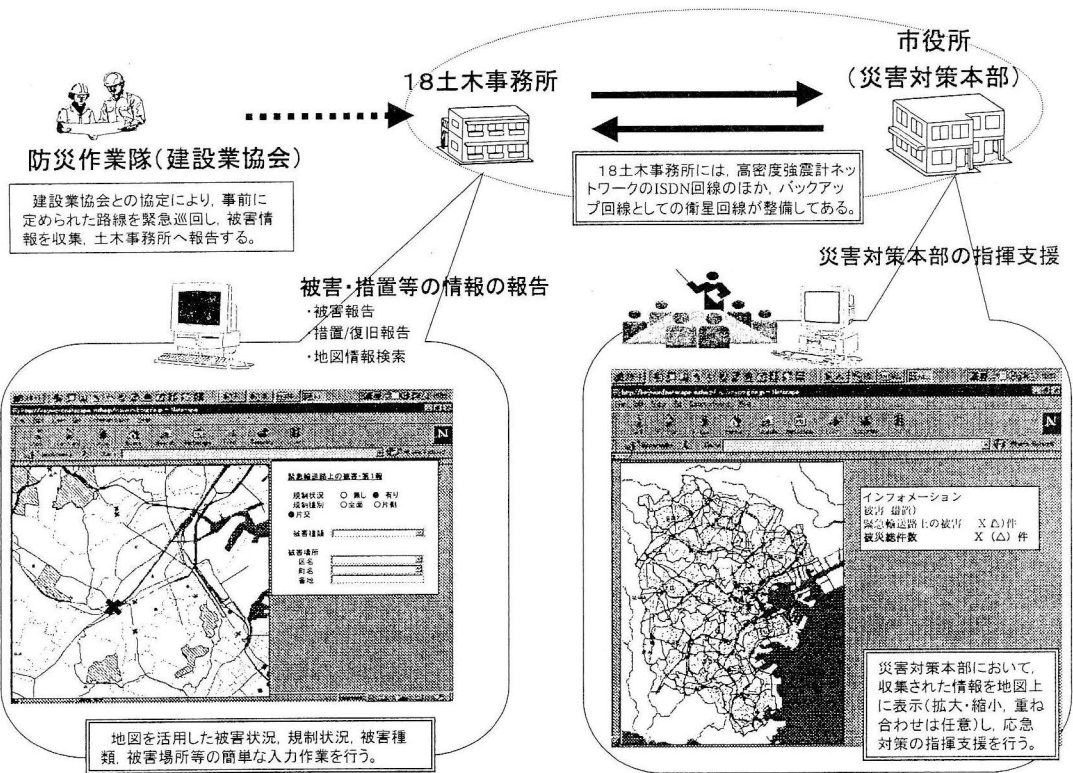 市役所
(災害対策本部)
18土木事務所
防災作業隊(建設業協会)
建設業協会との協定により, 事前に
定められた路線を緊急巡回し, 被害情
報を収集, 土木事務所へ報告する。
18土木事務所には, 高密度強震計ネッ
トワークのISDN回線のほか, バックアッ
プ回線としての衛星回線が整備してある。
被害・措置等の情報の報告
・被害報告
・措置/復旧報告
・地図情報検索
災害対策本部の指揮支援
緊急輸送路上の被害・第1報
規制状況 ○ 無し ● 有り
規制種別 ○全面 ○片側
●片交
被害種類
被害場所
区名
町名
番地
N
地図を活用した被害状況, 規制状況, 被害種
類, 被害場所等の簡単な入力作業を行う。
N
インフォメーション
被害 措置)
緊急輸送路上の被害 X △)件
被災総件数 X (△) 件
災害対策本部において,
収集された情報を地図上
に表示(拡大・縮小, 重ね
合わせは任意)し, 応急
対策の指揮支援を行う。